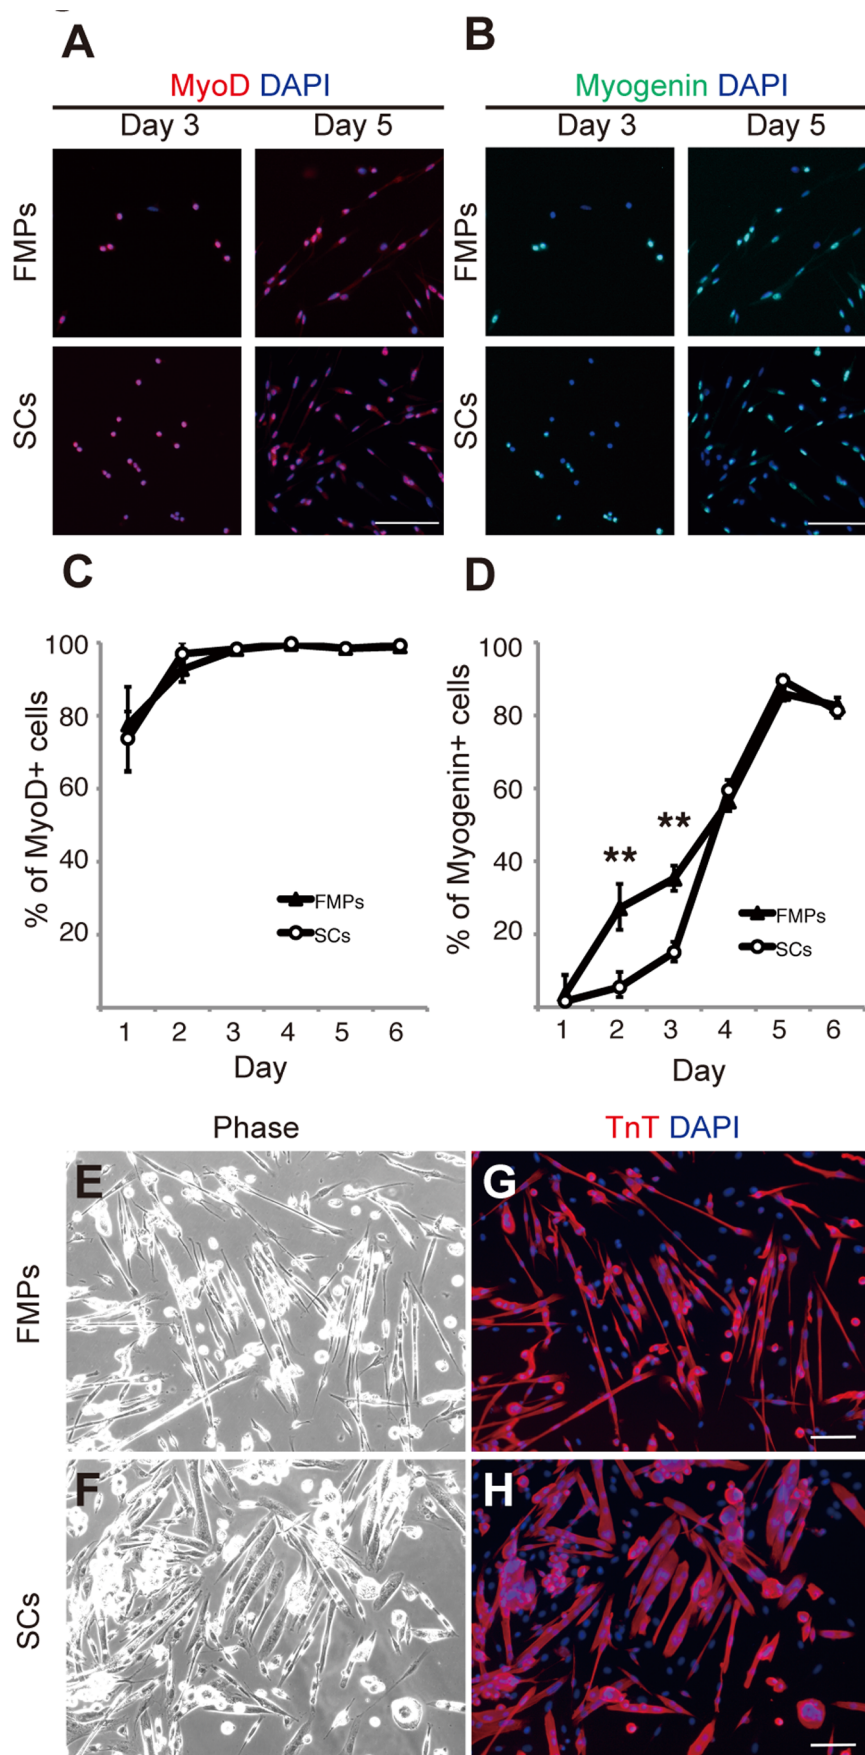 A
B
MyoD DAPI
Myogenin DAPI
Day 3
Day 5
Day 3
Day 5
FMPs
FMPs
SCs
SCs
C
D
% of MyoD+ cells
100
80
60
40
20
FMPs
SCs
1 2 3 4 5 6
Day
% of Myogenin+ cells
100
80
60
40
20
**
**
FMPs
SCs
1 2 3 4 5 6
Day
Phase
TnT DAPI
FMPs
E
G
SCs
F
H